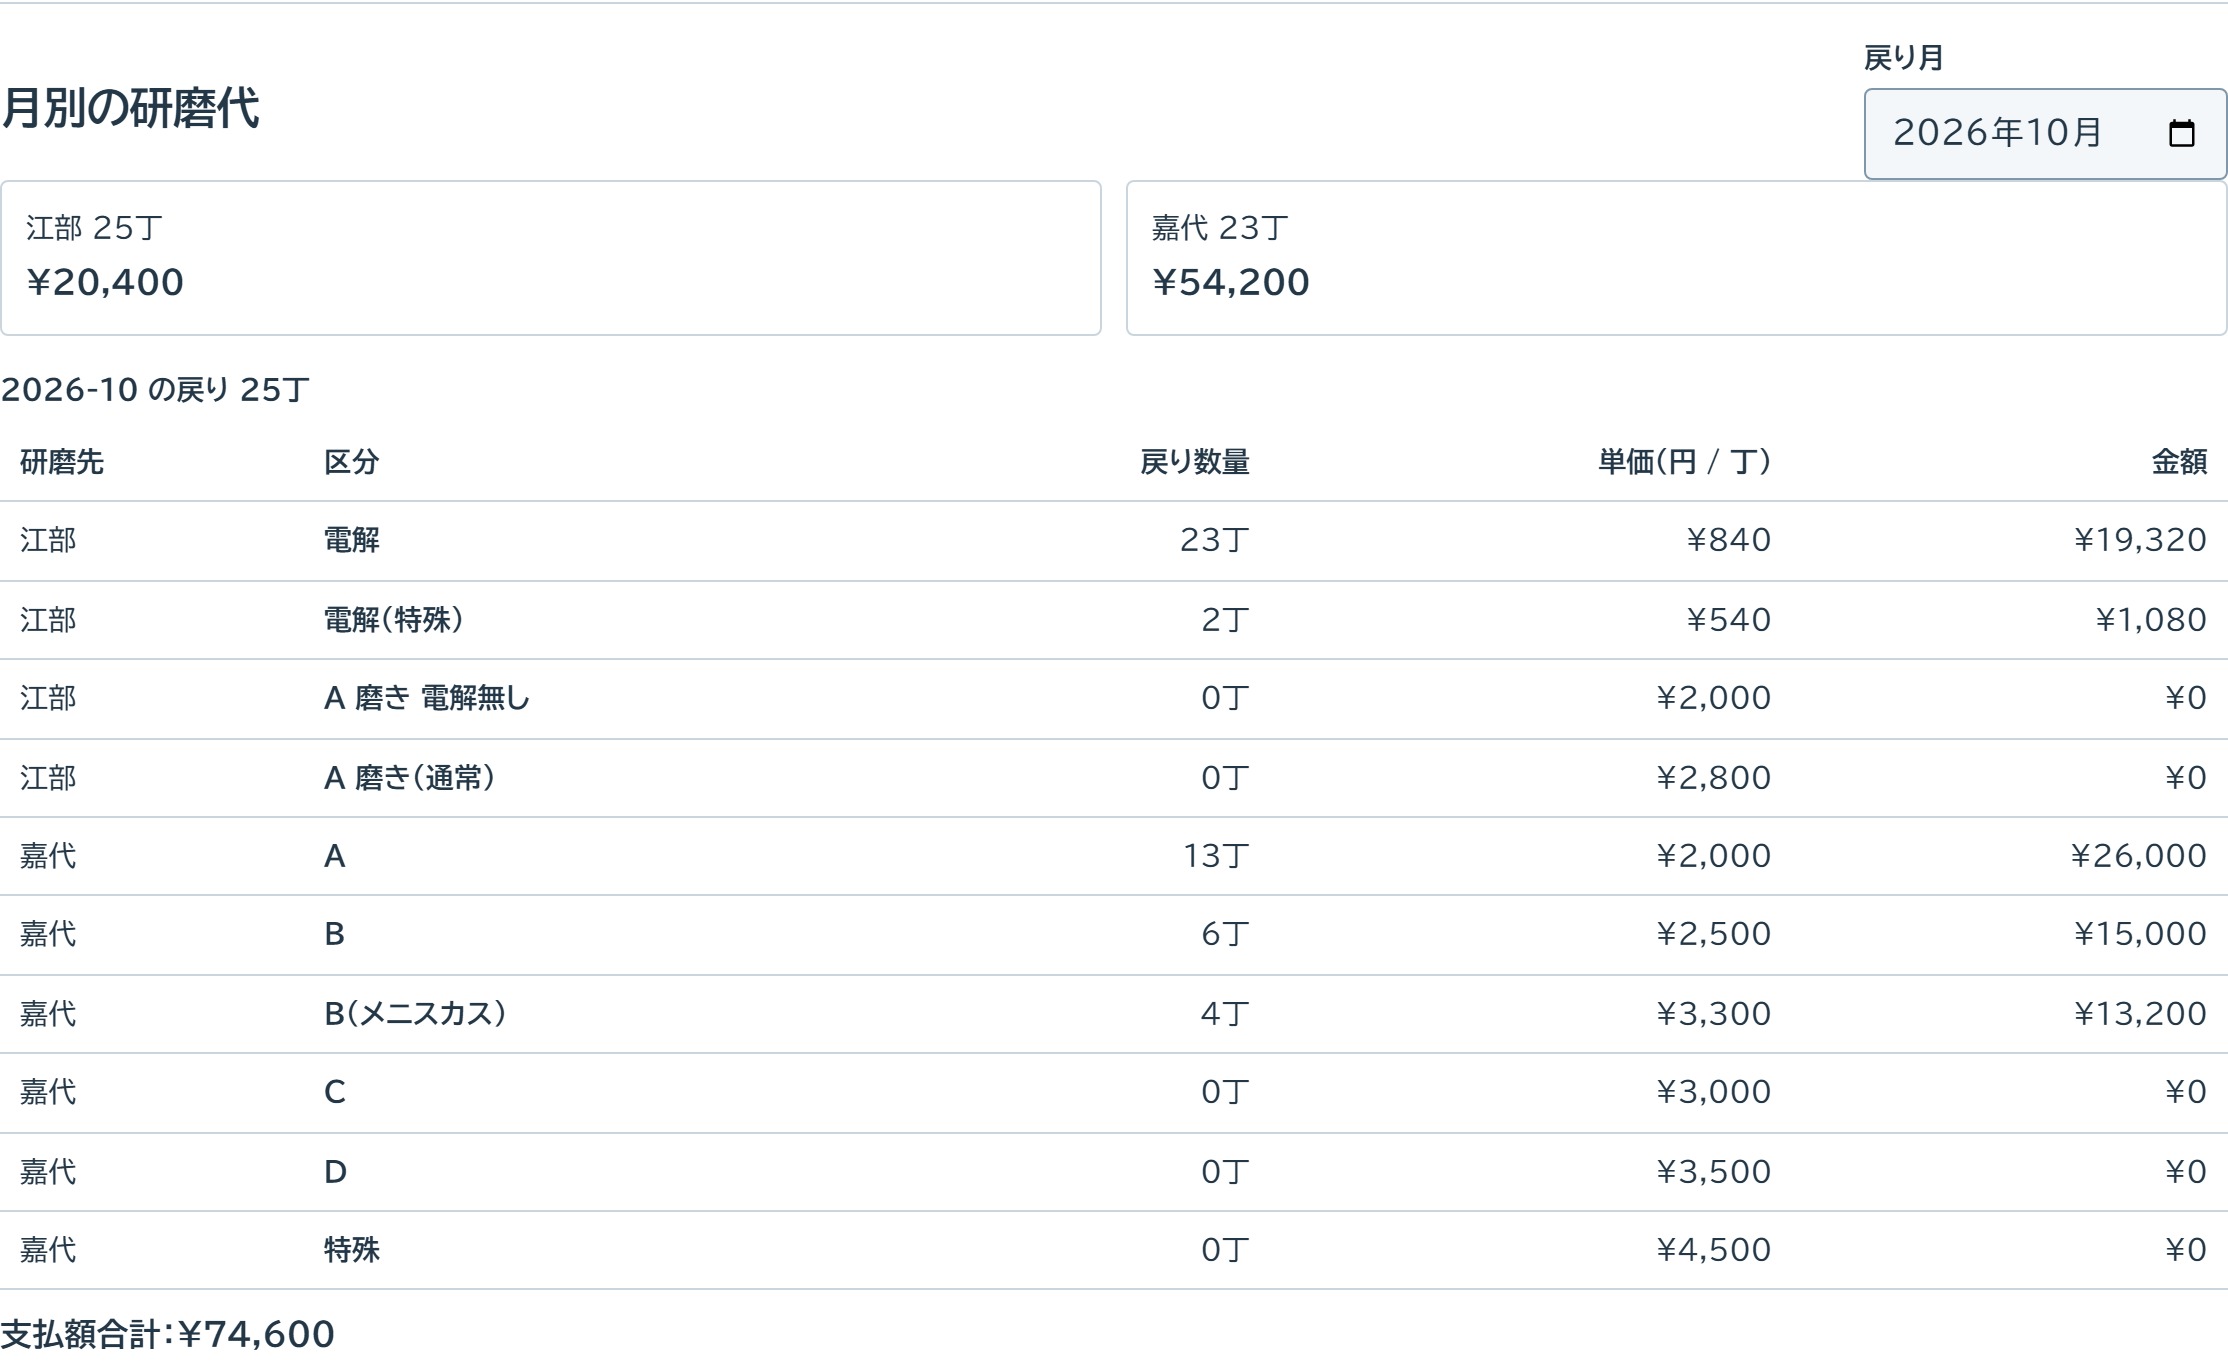 戻り月
月別の研磨代
2026年10月
江部 25丁
¥20,400
嘉代 23丁
¥54,200
2026-10 の戻り 25丁
研磨先 区分 戻り数量 単価(円 / 丁) 金額
江部 電解 23丁 ¥840 ¥19,320
江部 電解(特殊) 2丁 ¥540 ¥1,080
江部 A 磨き 電解無し 0丁 ¥2,000 ¥0
江部 A 磨き(通常) 0丁 ¥2,800 ¥0
嘉代 A 13丁 ¥2,000 ¥26,000
嘉代 B 6丁 ¥2,500 ¥15,000
嘉代 B(メニスカス) 4丁 ¥3,300 ¥13,200
嘉代 C 0丁 ¥3,000 ¥0
嘉代 D 0丁 ¥3,500 ¥0
嘉代 特殊 0丁 ¥4,500 ¥0
支払額合計:¥74,600